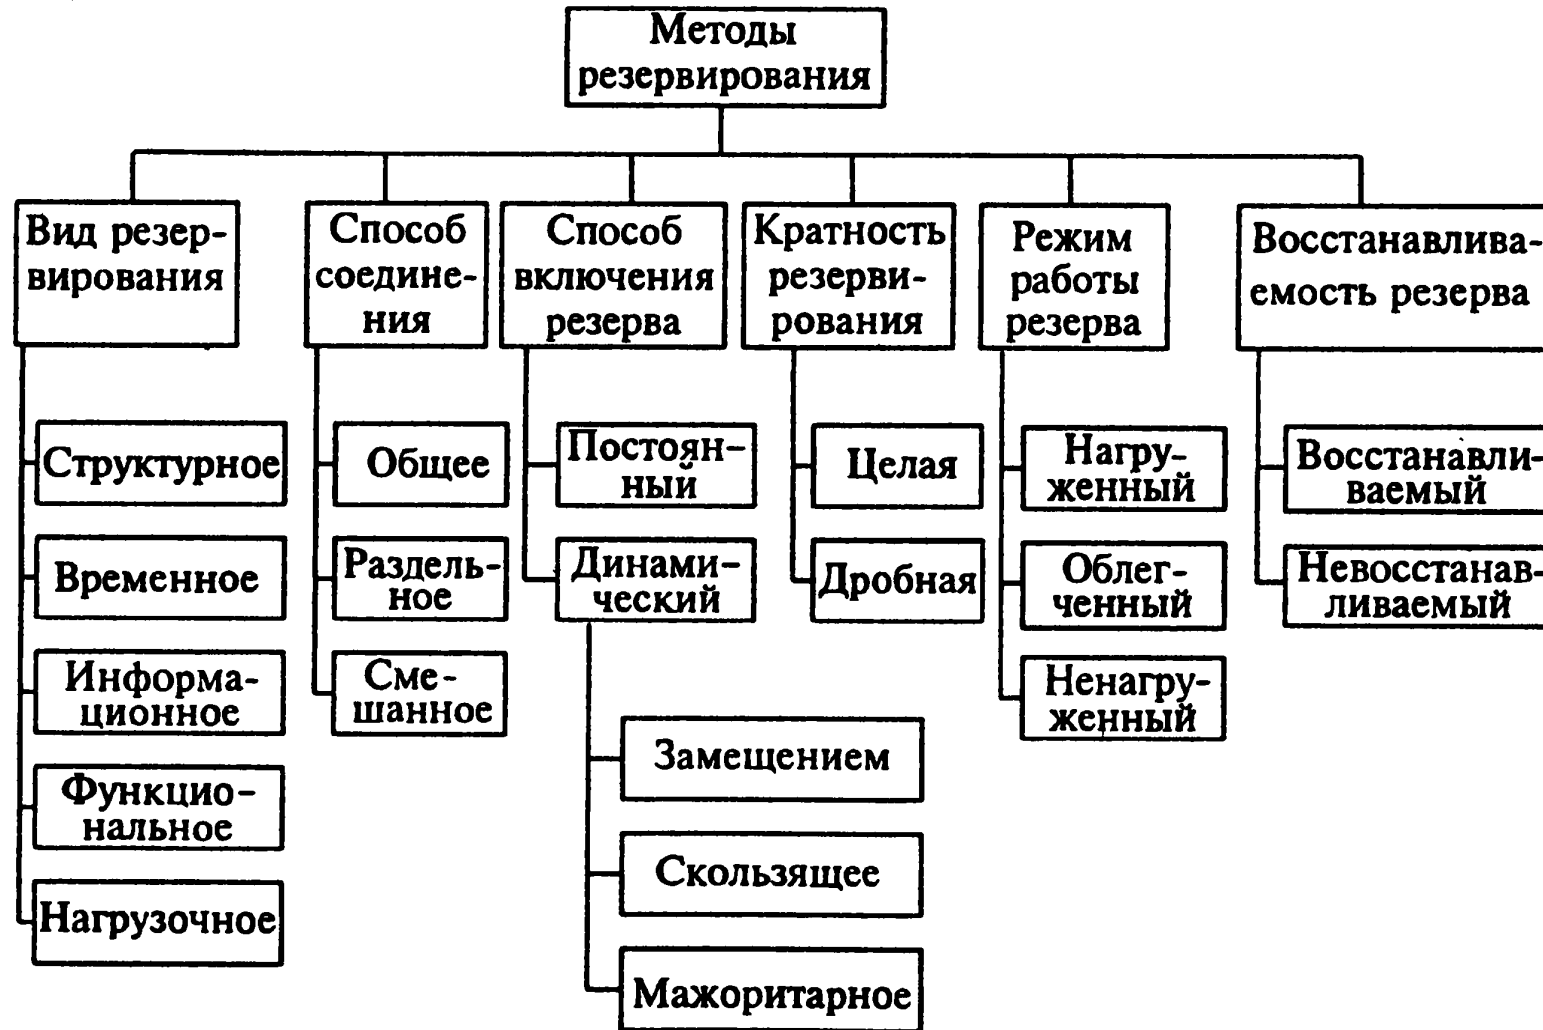 Методы
резервирования
Вид резер-
вирования
Способ
соедине-
ния
Способ
включения
резерва
Кратность
резерви-
рования
Режим
работы
резерва
Восстанавлива-
емость резерва
Структурное
Временное
Информа-
ционное
Функцио-
нальное
Нагрузочное
Общее
Раздель-
ное
Сме-
шанное
Постоян-
ный
Динами-
ческий
Замещением
Скользящее
Мажоритарное
Целая
Дробная
Нагру-
женный
Облег-
ченный
Ненагру-
женный
Восстанавли-
ваемый
Невосстанав-
ливаемый